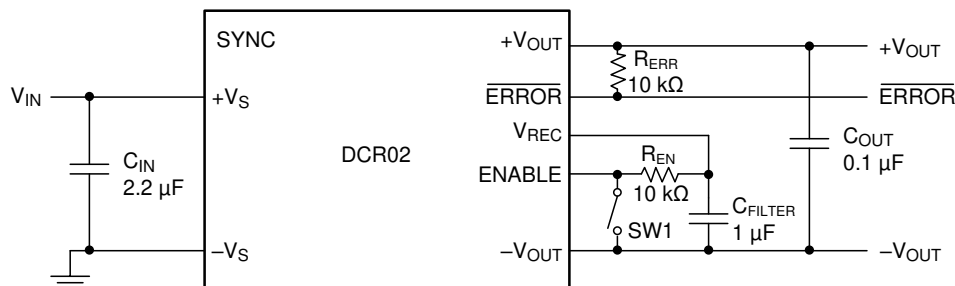 SYNC
+VOUT
+VOUT
RERR
10 kΩ
VIN
+VS
ERROR
ERROR
VREC
CIN
2.2 µF
DCR02
COUT
0.1 µF
ENABLE
REN
10 kΩ
CFILTER
1 µF
SW1
–VS
–VOUT
–VOUT